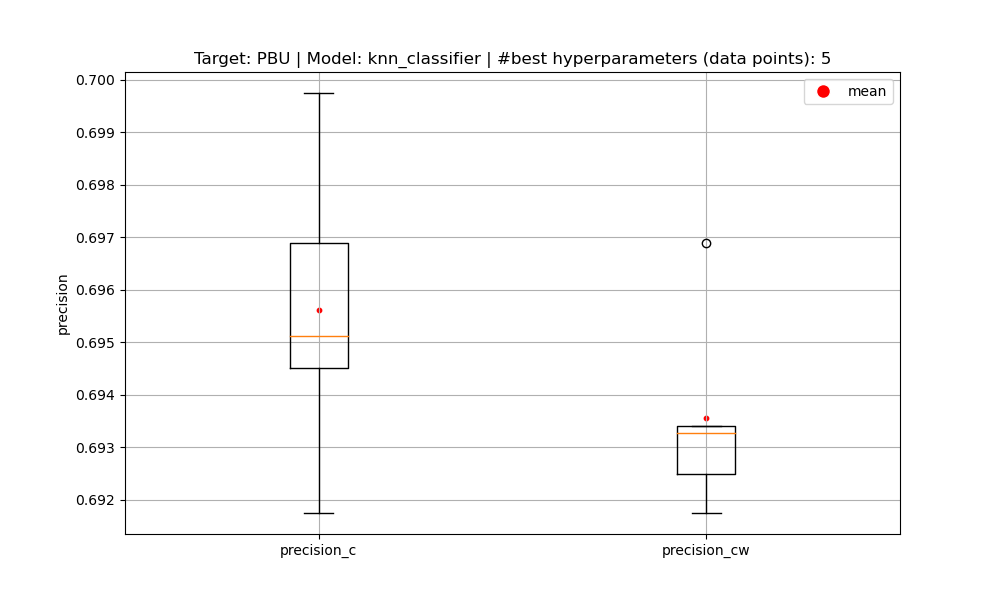 Target: PBU | Model: knn_classifier | #best hyperparameters (data points): 5
mean
0.700
0.699
0.698
0.697
0.696
0.695
0.694
0.693
0.692
precision
precision_c
precision_cw